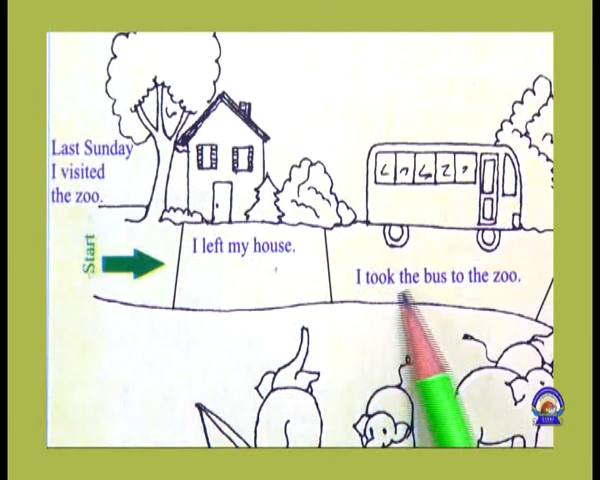 Last Sunday
I visited
the zoo.
Start
I left my house.
I took the bus to the zoo.